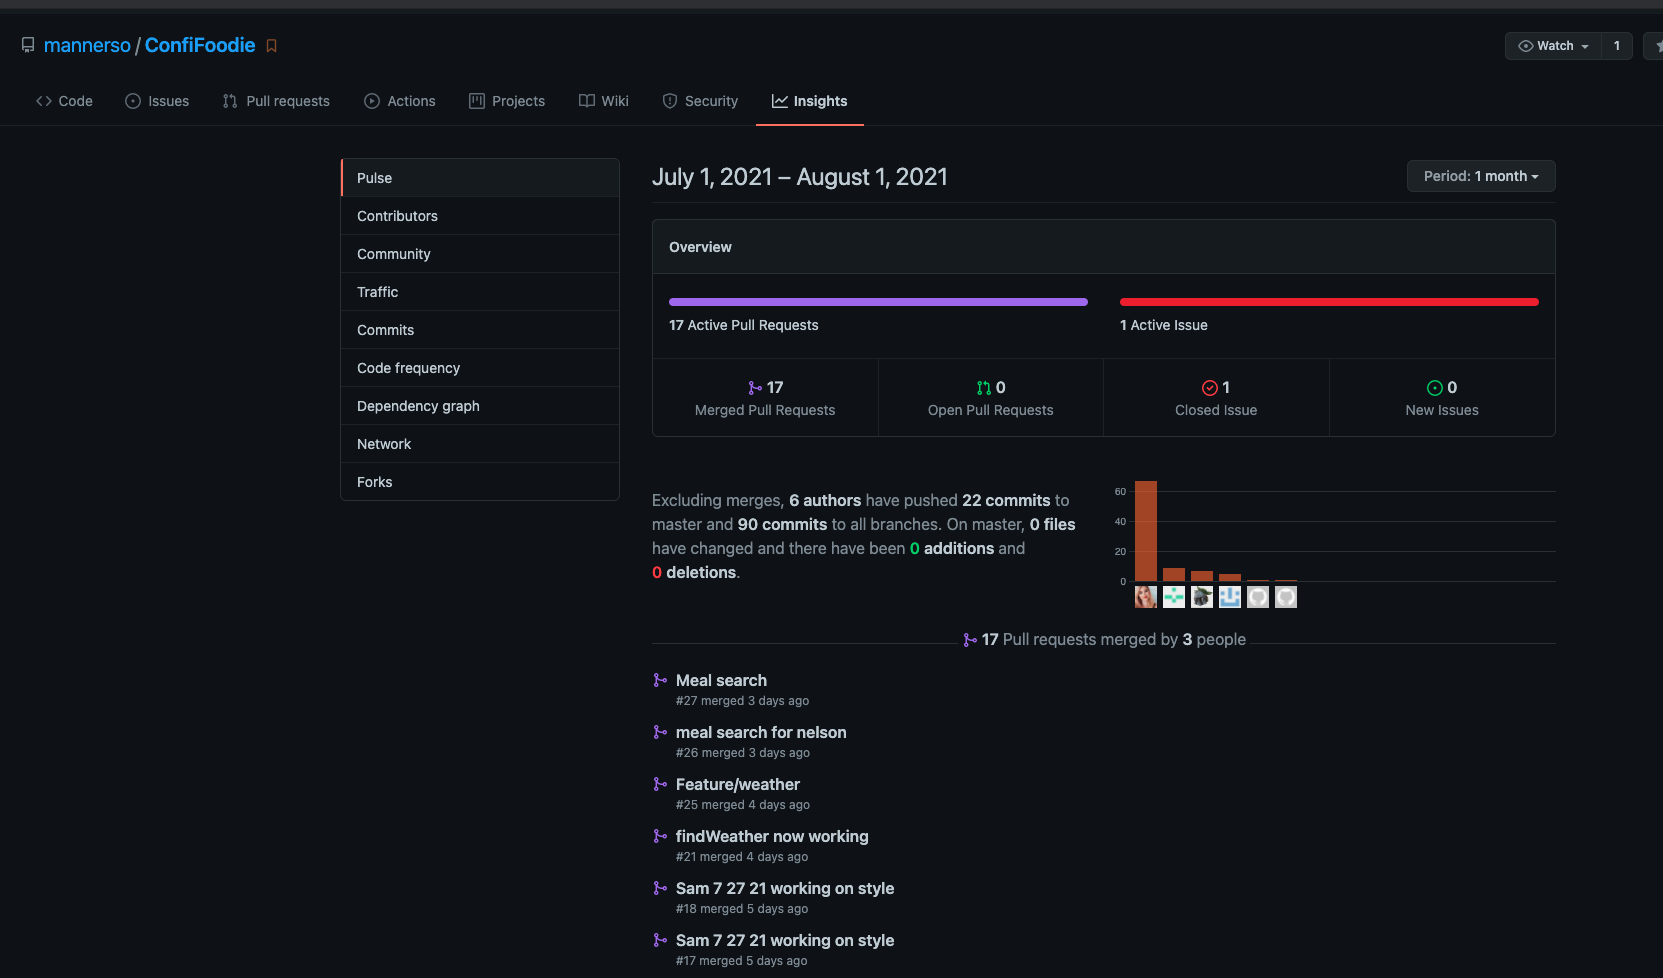 mannerso / ConfiFoodie
Watch 1
Code Issues Pull requests Actions Projects Wiki Security Insights
Pulse
Contributors
Community
Traffic
Commits
Code frequency
Dependency graph
Network
Forks
July 1, 2021 – August 1, 2021
Period: 1 month
Overview
17 Active Pull Requests
1 Active Issue
17
Merged Pull Requests
0
Open Pull Requests
1
Closed Issue
0
New Issues
Excluding merges, 6 authors have pushed 22 commits to
master and 90 commits to all branches. On master, 0 files
have changed and there have been 0 additions and
0 deletions.
60
40
20
0
17 Pull requests merged by 3 people
Meal search
#27 merged 3 days ago
meal search for nelson
#26 merged 3 days ago
Feature/weather
#25 merged 4 days ago
findWeather now working
#21 merged 4 days ago
Sam 7 27 21 working on style
#18 merged 5 days ago
Sam 7 27 21 working on style
#17 merged 5 days ago